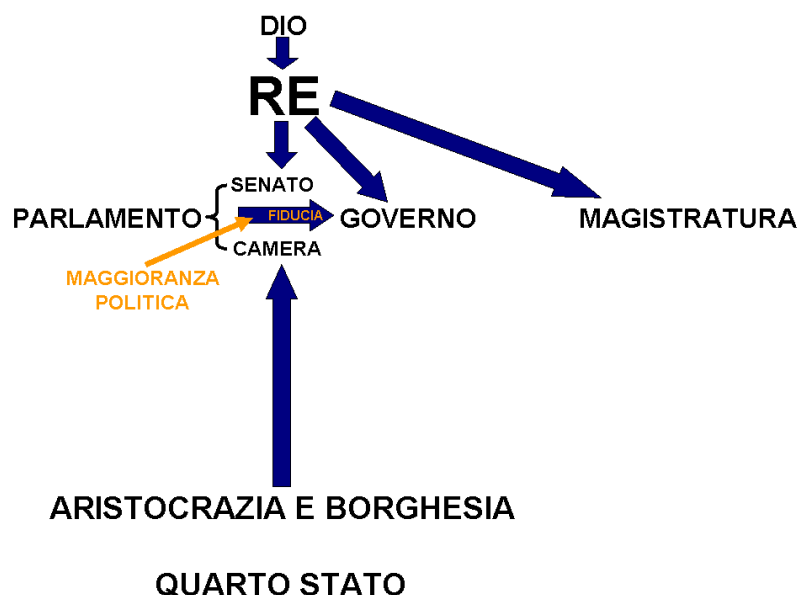 DIO
RE
SENATO
PARLAMENTO
FIDUCIA
GOVERNO
MAGISTRATURA
CAMERA
MAGGIORANZA
POLITICA
ARISTOCRAZIA E BORGHESIA
QUARTO STATO